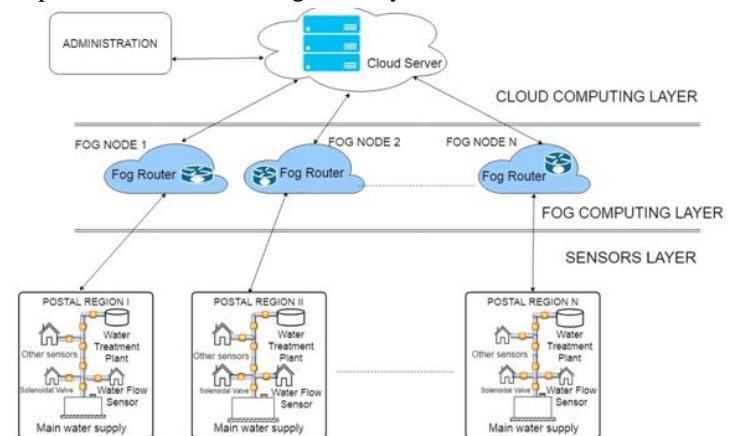 ADMINISTRATION
Cloud Server
CLOUD COMPUTING LAYER
FOG NODE 1
FOG NODE 2
FOG NODE N
Fog Router
Fog Router
Fog Router
FOG COMPUTING LAYER
SENSORS LAYER
POSTAL REGION I
Water
Treatment
Plant
Other sensors
Solenoidal Valve
Water Flow
Sensor
Main water supply
POSTAL REGION II
Water
Treatment
Plant
Other sensors
Solenoidal Valve
Water Flow
Sensor
Main water supply
POSTAL REGION N
Water
Treatment
Plant
Other sensors
Solenoidal Valve
Water Flow
Sensor
Main water supply